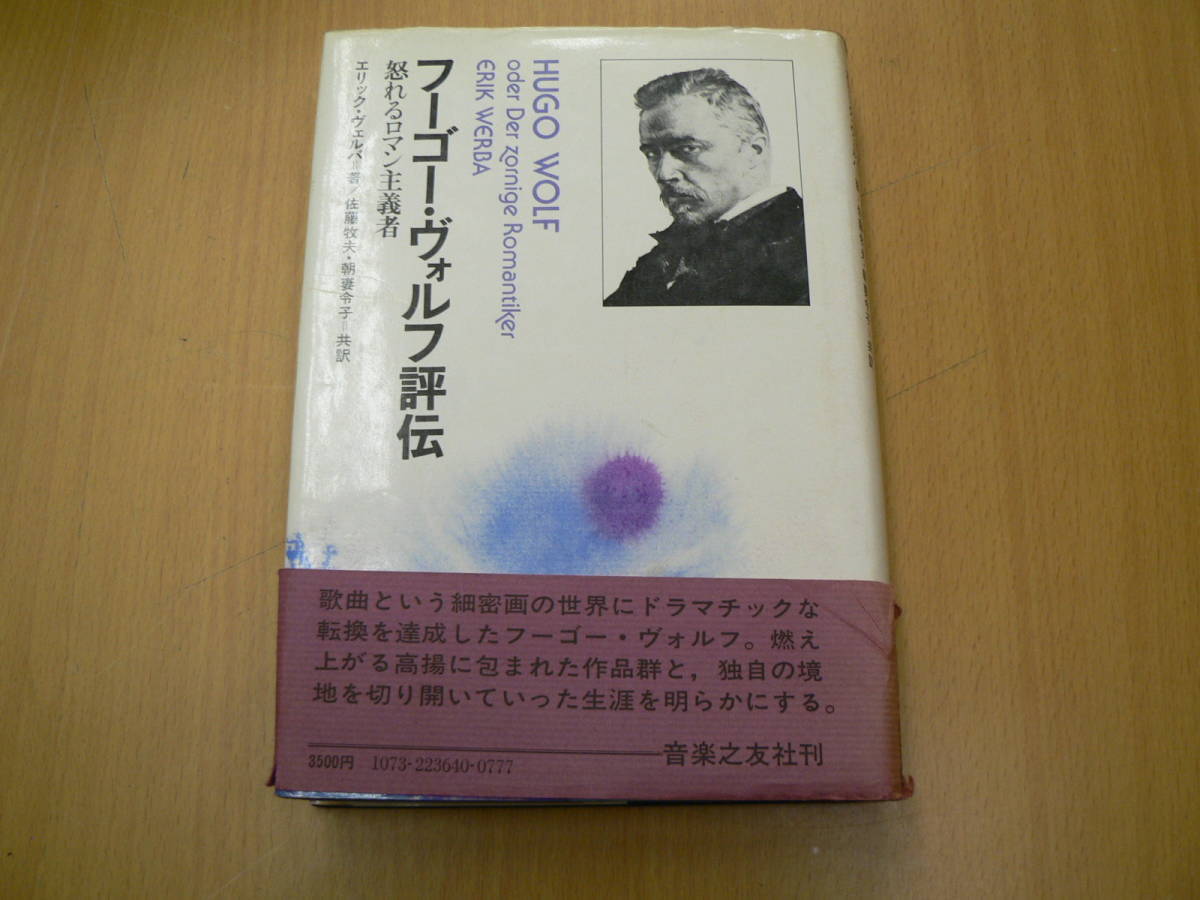 HUGO WOLF
oder Der zornige Romantiker
ERIK WERBA
フーゴー・ヴォルフ評伝
怒れるロマン主義者
エリック・ヴェルバ＝著／佐藤牧夫・朝妻令子＝共訳
歌曲という細密画の世界にドラマチックな
転換を達成したフーゴー・ヴォルフ。燃え
上がる高揚に包まれた作品群と，独自の境
地を切り開いていった生涯を明らかにする。
音楽之友社刊
3500円 1073-223640-0777